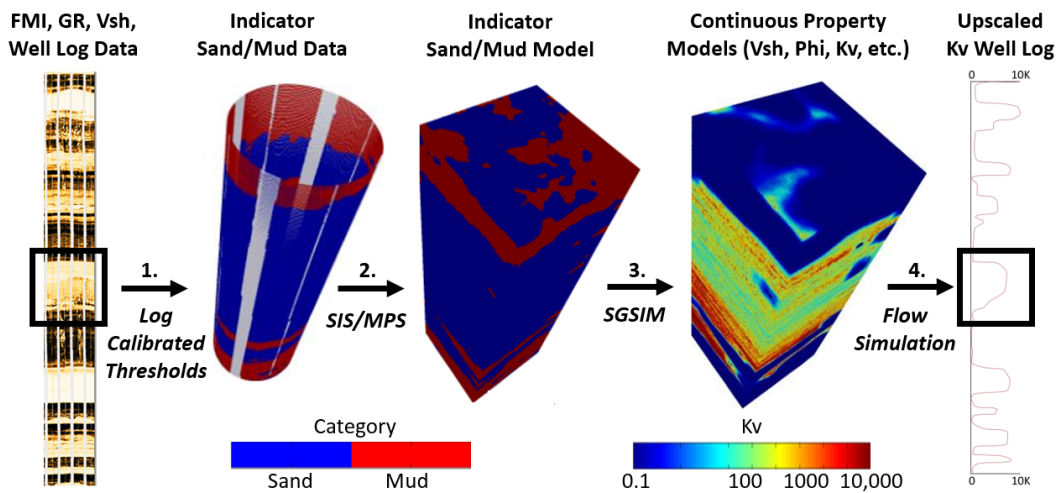 FMI, GR, Vsh,
Well Log Data
Indicator
Sand/Mud Data
Indicator
Sand/Mud Model
Continuous Property
Models (Vsh, Phi, Kv, etc.)
Upscaled
Kv Well Log
0 10K
1.
Log
Calibrated
Thresholds
2.
SIS/MPS
3.
SGSIM
4.
Flow
Simulation
Category
Sand Mud
Kv
0.1 100 1000 10,000
0 10K